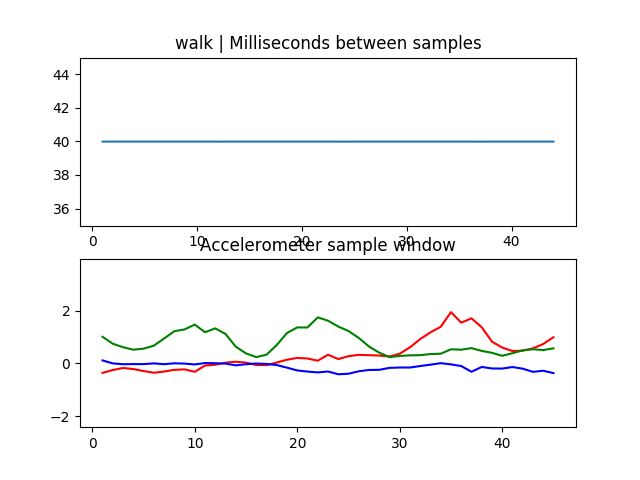 walk | Milliseconds between samples
44
42
40
38
36
0 10 20 30 40
Accelerometer sample window
2
0
−2
0 10 20 30 40